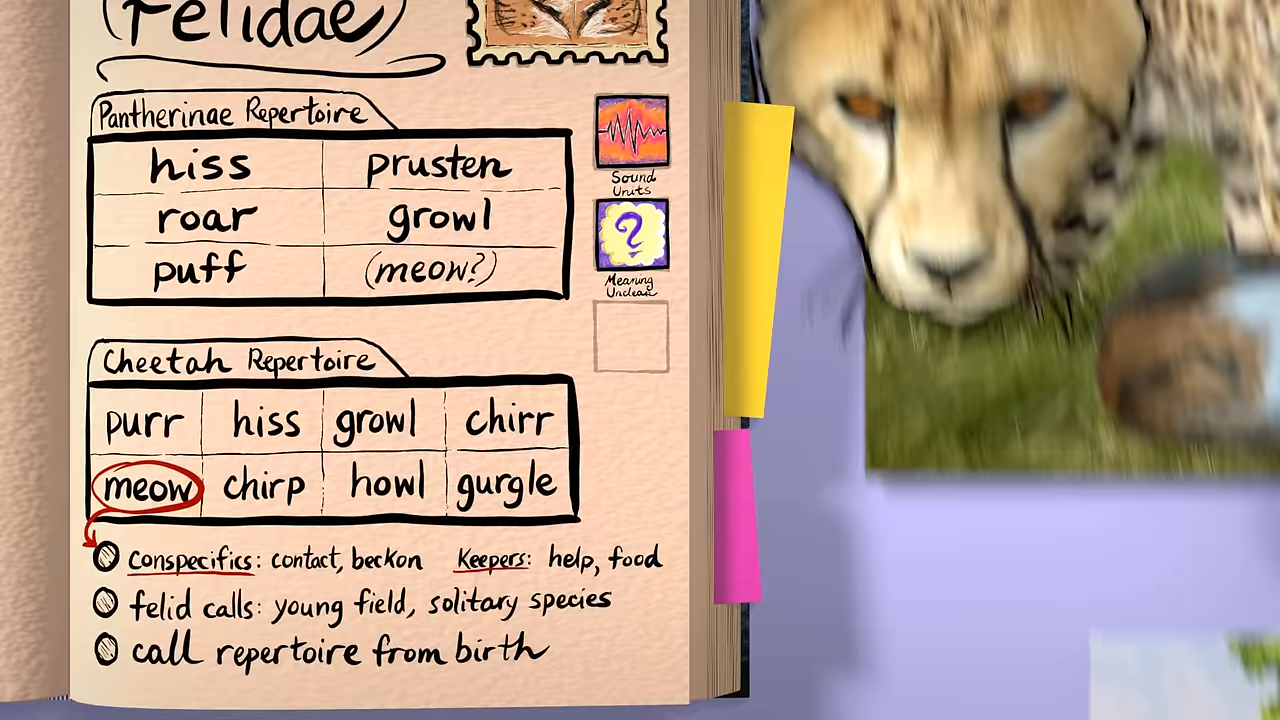 (Felidae)
Pantherinae Repertoire
hiss prusten
roar growl
puff (meow?)
Sound
Units
?
Meaning
Unclear
Cheetah Repertoire
purr hiss growl chirr
meow chirp howl gurgle
Conspecifics: contact, beckon Keepers: help, food
felid calls: young field, solitary species
call repertoire from birth